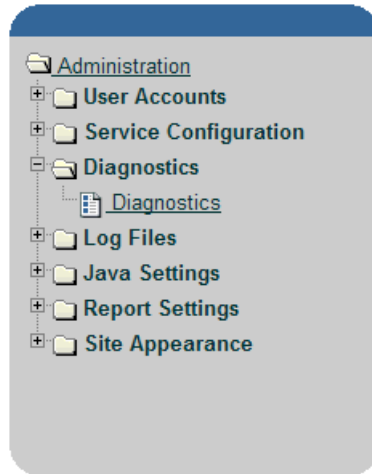 Administration
User Accounts
Service Configuration
Diagnostics
Diagnostics
Log Files
Java Settings
Report Settings
Site Appearance